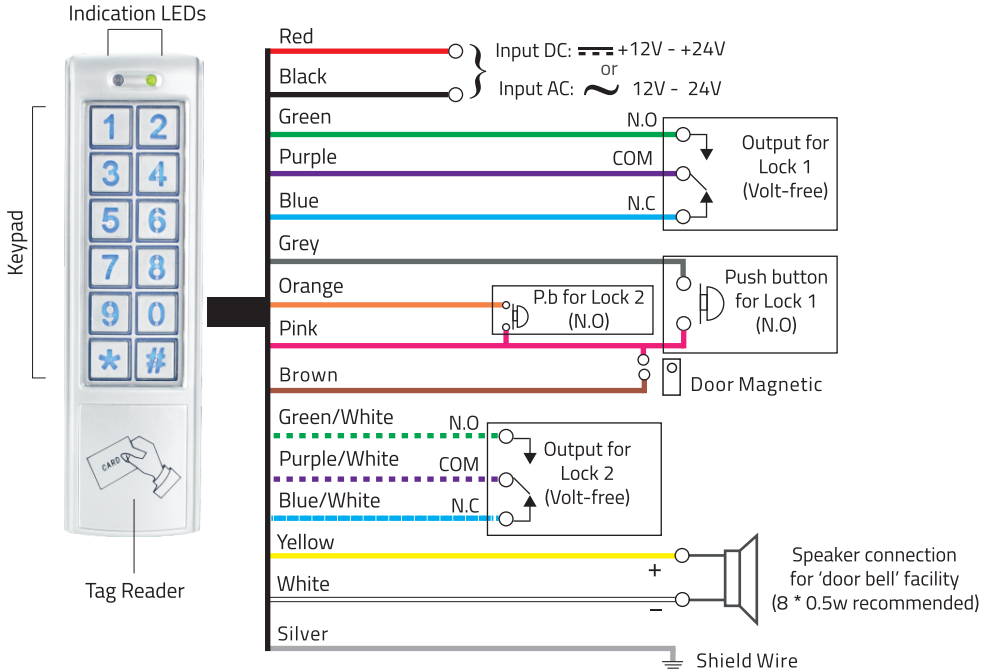 Indication LEDs
Keypad
1 2
3 4
5 6
7 8
9 0
* #
CARD
Tag Reader
Red
Black
Input DC: +12V - +24V
or
Input AC: 12V - 24V
Green
N.O
Purple
COM
Blue
N.C
Output for
Lock 1
(Volt-free)
Grey
Orange
Pink
P.b for Lock 2
(N.O)
Push button
for Lock 1
(N.O)
Brown
Door Magnetic
Green/White
N.O
Purple/White
COM
Blue/White
N.C
Output for
Lock 2
(Volt-free)
Yellow
+
White
–
Speaker connection
for ‘door bell’ facility
(8 * 0.5w recommended)
Silver
Shield Wire